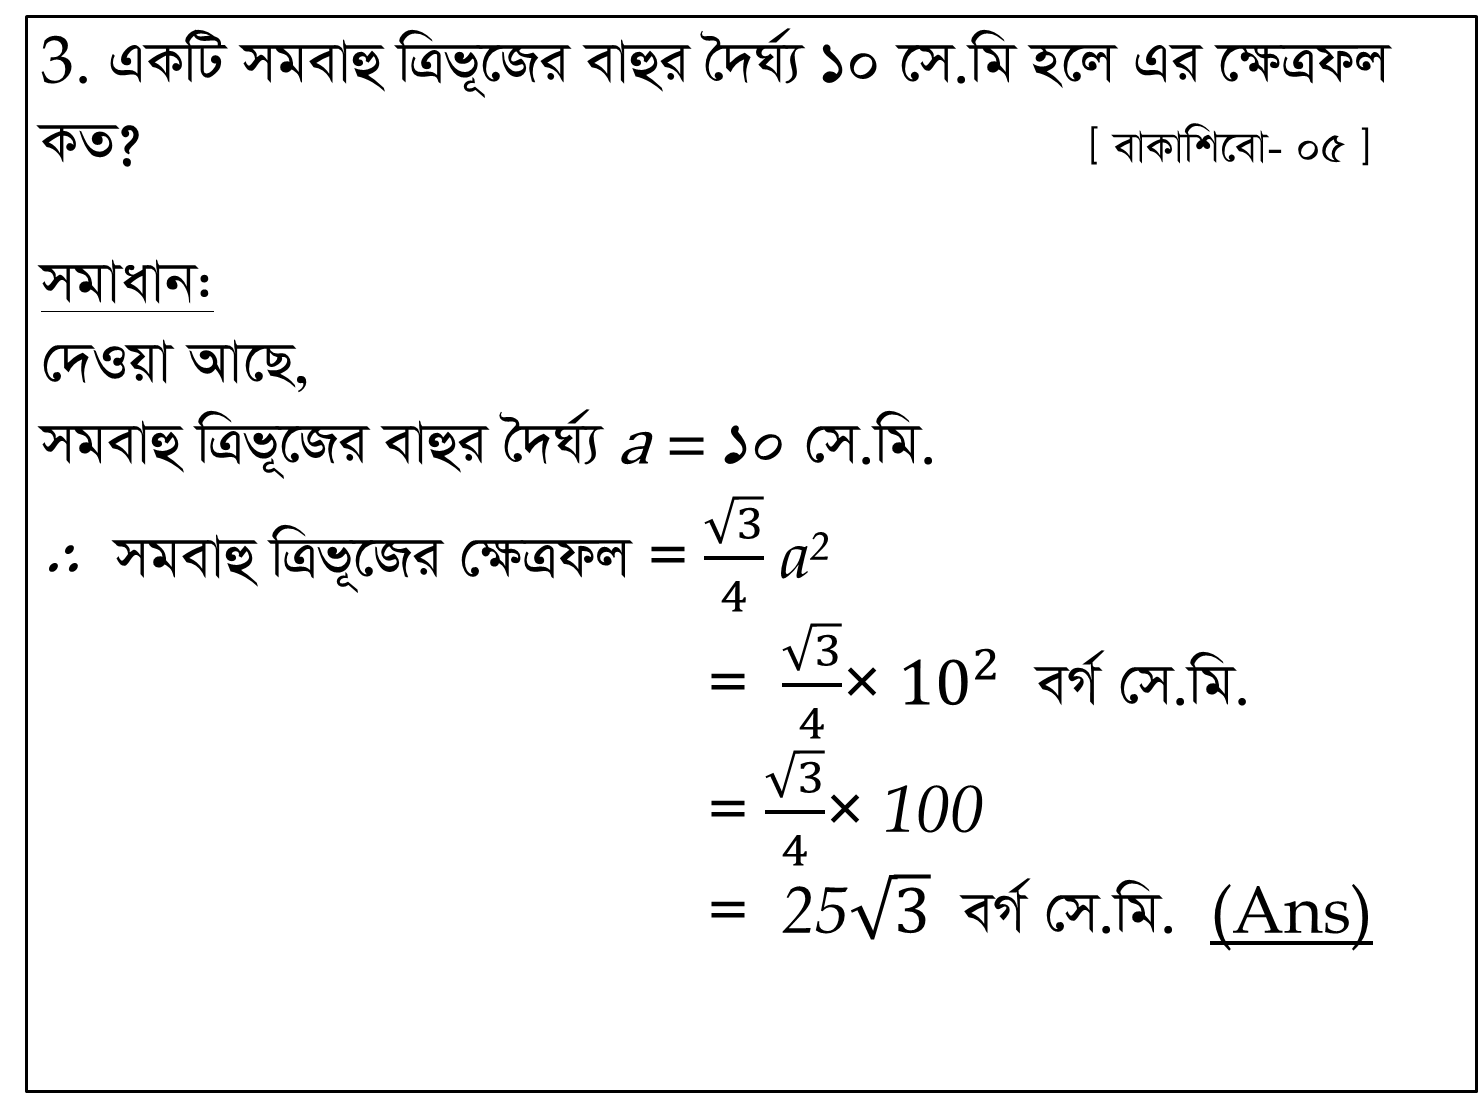 3. একটি সমবাহু ত্রিভূজের বাহুর দৈর্ঘ্য ১০ সে.মি হলে এর ক্ষেত্রফল
কত? [ বাকাশিবো- ০৫ ]
সমাধানঃ
দেওয়া আছে,
সমবাহু ত্রিভূজের বাহুর দৈর্ঘ্য a = ১০ সে.মি.
∴ সমবাহু ত্রিভূজের ক্ষেত্রফল = √3/4 a²
= √3/4 × 10² বর্গ সে.মি.
= √3/4 × 100
= 25√3 বর্গ সে.মি. (Ans)